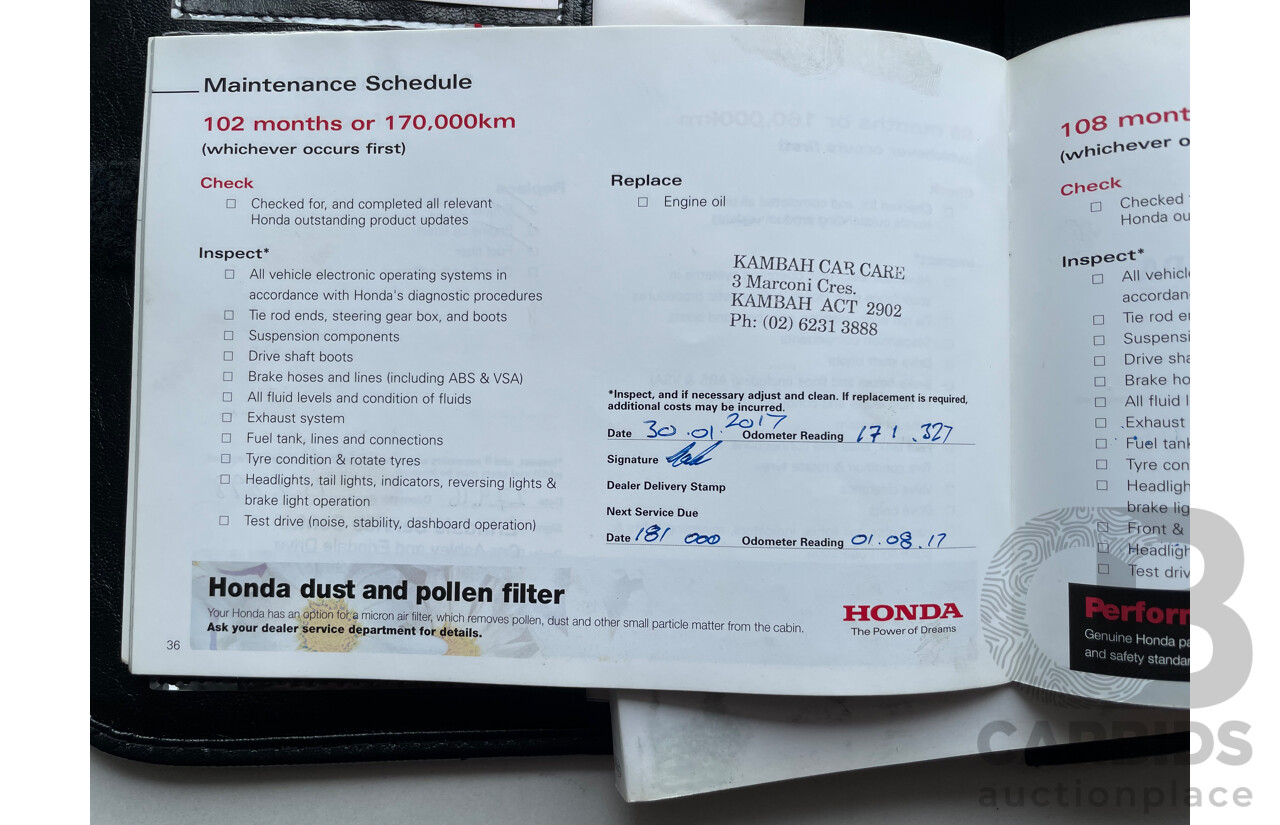 Maintenance Schedule
102 months or 170,000km
(whichever occurs first)
Check
Checked for, and completed all relevant
Honda outstanding product updates
Inspect*
All vehicle electronic operating systems in
accordance with Honda's diagnostic procedures
Tie rod ends, steering gear box, and boots
Suspension components
Drive shaft boots
Brake hoses and lines (including ABS & VSA)
All fluid levels and condition of fluids
Exhaust system
Fuel tank, lines and connections
Tyre condition & rotate tyres
Headlights, tail lights, indicators, reversing lights &
brake light operation
Test drive (noise, stability, dashboard operation)
Replace
Engine oil
KAMBAH CAR CARE
3 Marconi Cres.
KAMBAH ACT 2902
Ph: (02) 6231 3888
*Inspect, and if necessary adjust and clean. If replacement is required,
additional costs may be incurred.
Date 30.01.2017 Odometer Reading 171.327
Signature
Dealer Delivery Stamp
Next Service Due
Date 181 000 Odometer Reading 01.08.17
Honda dust and pollen filter
Your Honda has an option for a micron air filter, which removes pollen, dust and other small particle matter from the cabin.
Ask your dealer service department for details.
HONDA
The Power of Dreams
36
108 mont
(whichever o
Check
Checked
Honda ou
Inspect*
All vehicl
accordan
Tie rod e
Suspensi
Drive sha
Brake ho
All fluid l
Exhaust
Fuel tank
Tyre con
Headligh
brake lig
Front &
Headligh
Test driv
Perform
Genuine Honda pa
and safety standar
CARBIDS
auctionplace